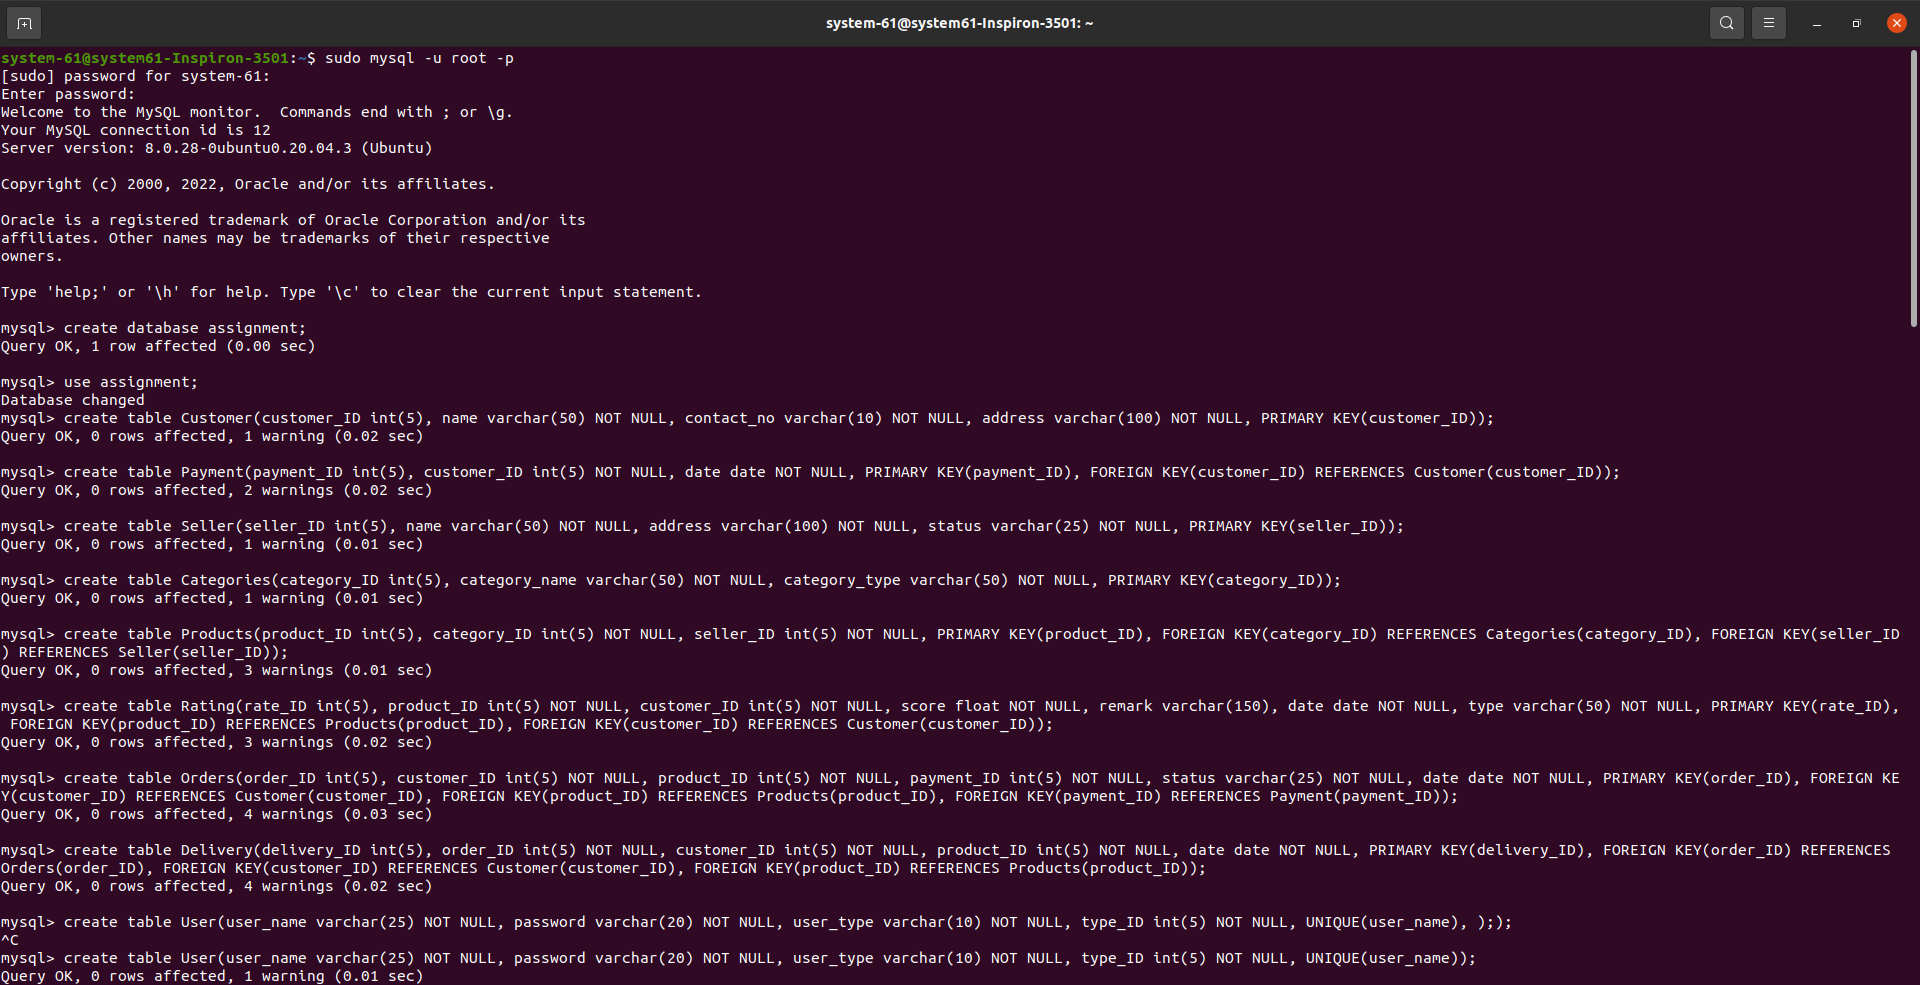 system-61@system61-Inspiron-3501: ~
system-61@system61-Inspiron-3501:~$ sudo mysql -u root -p
[sudo] password for system-61:
Enter password:
Welcome to the MySQL monitor.  Commands end with ; or \g.
Your MySQL connection id is 12
Server version: 8.0.28-0ubuntu0.20.04.3 (Ubuntu)
Copyright (c) 2000, 2022, Oracle and/or its affiliates.
Oracle is a registered trademark of Oracle Corporation and/or its
affiliates. Other names may be trademarks of their respective
owners.
Type 'help;' or '\h' for help. Type '\c' to clear the current input statement.
mysql> create database assignment;
Query OK, 1 row affected (0.00 sec)
mysql> use assignment;
Database changed
mysql> create table Customer(customer_ID int(5), name varchar(50) NOT NULL, contact_no varchar(10) NOT NULL, address varchar(100) NOT NULL, PRIMARY KEY(customer_ID));
Query OK, 0 rows affected, 1 warning (0.02 sec)
mysql> create table Payment(payment_ID int(5), customer_ID int(5) NOT NULL, date date NOT NULL, PRIMARY KEY(payment_ID), FOREIGN KEY(customer_ID) REFERENCES Customer(customer_ID));
Query OK, 0 rows affected, 2 warnings (0.02 sec)
mysql> create table Seller(seller_ID int(5), name varchar(50) NOT NULL, address varchar(100) NOT NULL, status varchar(25) NOT NULL, PRIMARY KEY(seller_ID));
Query OK, 0 rows affected, 1 warning (0.01 sec)
mysql> create table Categories(category_ID int(5), category_name varchar(50) NOT NULL, category_type varchar(50) NOT NULL, PRIMARY KEY(category_ID));
Query OK, 0 rows affected, 1 warning (0.01 sec)
mysql> create table Products(product_ID int(5), category_ID int(5) NOT NULL, seller_ID int(5) NOT NULL, PRIMARY KEY(product_ID), FOREIGN KEY(category_ID) REFERENCES Categories(category_ID), FOREIGN KEY(seller_ID
) REFERENCES Seller(seller_ID));
Query OK, 0 rows affected, 3 warnings (0.01 sec)
mysql> create table Rating(rate_ID int(5), product_ID int(5) NOT NULL, customer_ID int(5) NOT NULL, score float NOT NULL, remark varchar(150), date date NOT NULL, type varchar(50) NOT NULL, PRIMARY KEY(rate_ID),
 FOREIGN KEY(product_ID) REFERENCES Products(product_ID), FOREIGN KEY(customer_ID) REFERENCES Customer(customer_ID));
Query OK, 0 rows affected, 3 warnings (0.02 sec)
mysql> create table Orders(order_ID int(5), customer_ID int(5) NOT NULL, product_ID int(5) NOT NULL, payment_ID int(5) NOT NULL, status varchar(25) NOT NULL, date date NOT NULL, PRIMARY KEY(order_ID), FOREIGN KE
Y(customer_ID) REFERENCES Customer(customer_ID), FOREIGN KEY(product_ID) REFERENCES Products(product_ID), FOREIGN KEY(payment_ID) REFERENCES Payment(payment_ID));
Query OK, 0 rows affected, 4 warnings (0.03 sec)
mysql> create table Delivery(delivery_ID int(5), order_ID int(5) NOT NULL, customer_ID int(5) NOT NULL, product_ID int(5) NOT NULL, date date NOT NULL, PRIMARY KEY(delivery_ID), FOREIGN KEY(order_ID) REFERENCES
Orders(order_ID), FOREIGN KEY(customer_ID) REFERENCES Customer(customer_ID), FOREIGN KEY(product_ID) REFERENCES Products(product_ID));
Query OK, 0 rows affected, 4 warnings (0.02 sec)
mysql> create table User(user_name varchar(25) NOT NULL, password varchar(20) NOT NULL, user_type varchar(10) NOT NULL, type_ID int(5) NOT NULL, UNIQUE(user_name), );;
^C
mysql> create table User(user_name varchar(25) NOT NULL, password varchar(20) NOT NULL, user_type varchar(10) NOT NULL, type_ID int(5) NOT NULL, UNIQUE(user_name));
Query OK, 0 rows affected, 1 warning (0.01 sec)